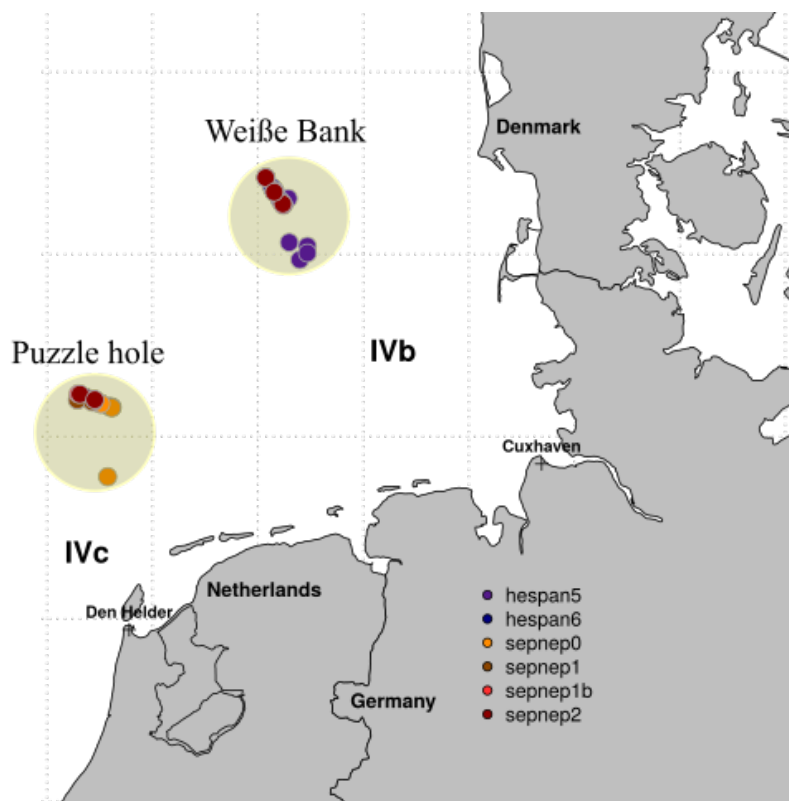 Weiße Bank
Denmark
Puzzle hole
IVb
Cuxhaven
IVc
Netherlands
Den Helder
Germany
hespan5
hespan6
sepnep0
sepnep1
sepnep1b
sepnep2